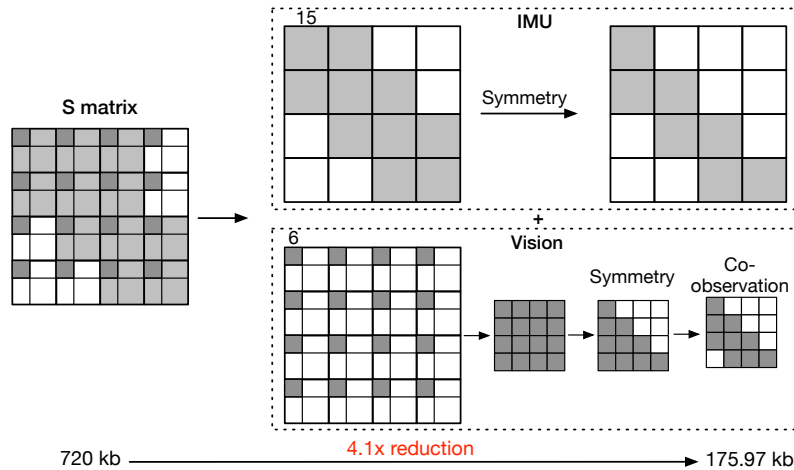 15
IMU
S matrix
Symmetry
+
6
Vision
Symmetry
Co-
observation
720 kb
4.1x reduction
175.97 kb